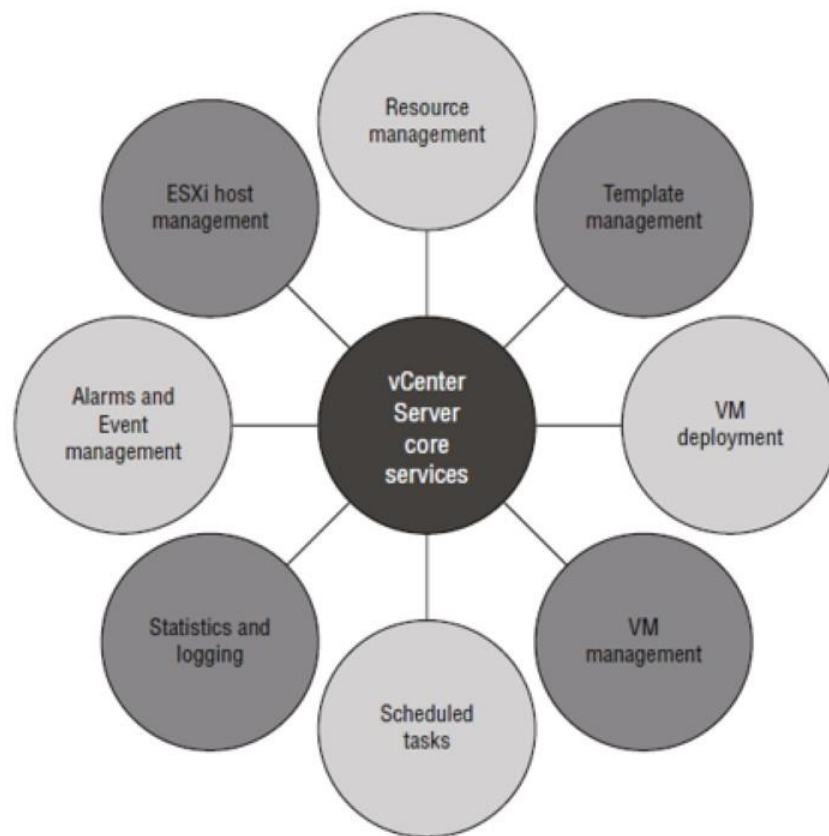 Resource
management
ESXi host
management
Template
management
Alarms and
Event
management
vCenter
Server
core
services
VM
deployment
Statistics and
logging
VM
management
Scheduled
tasks